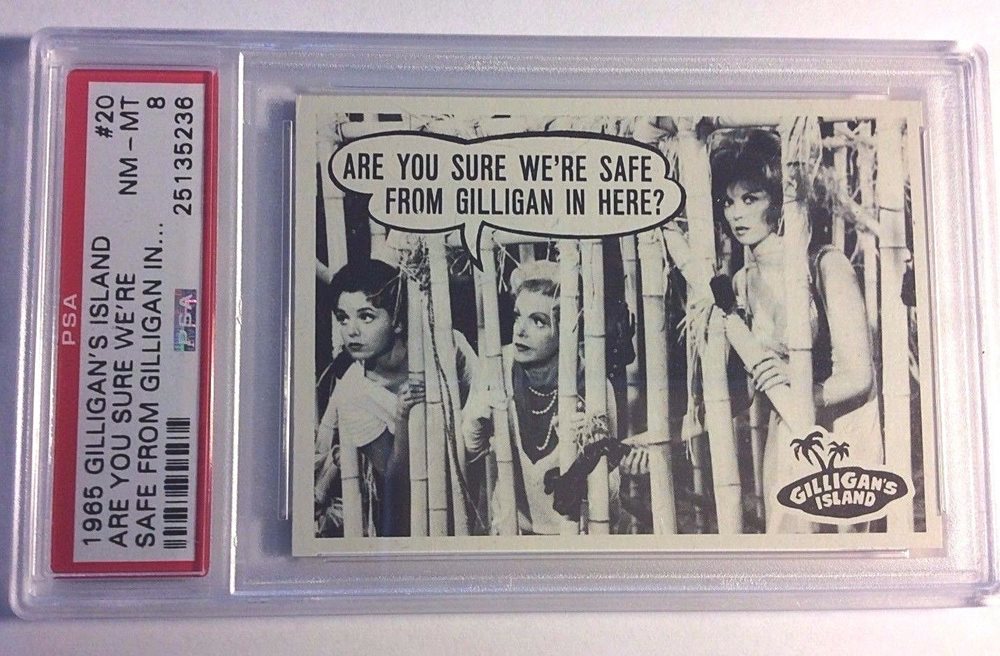 PSA
1965 GILLIGAN'S ISLAND #20
ARE YOU SURE WE'RE NM - MT
SAFE FROM GILLIGAN IN... 8
25135236
PSA
ARE YOU SURE WE'RE SAFE
FROM GILLIGAN IN HERE?
GILLIGAN'S
ISLAND